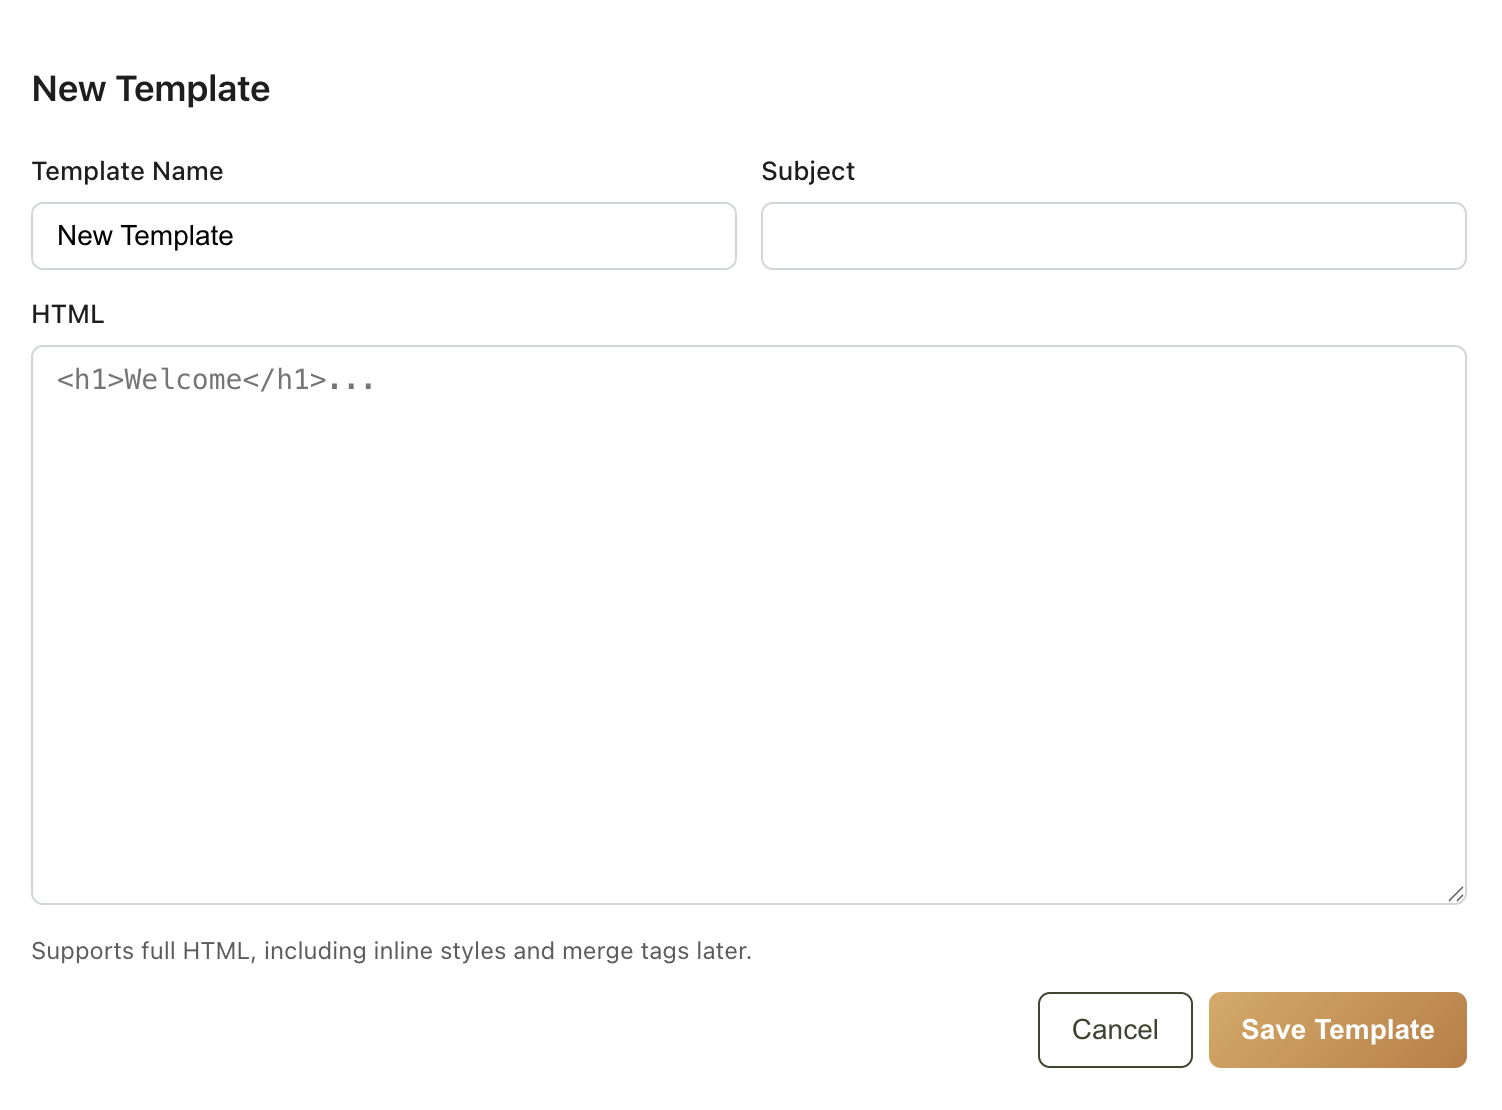 New Template
Template Name
Subject
New Template
HTML
<h1>Welcome</h1>...
Supports full HTML, including inline styles and merge tags later.
Cancel
Save Template